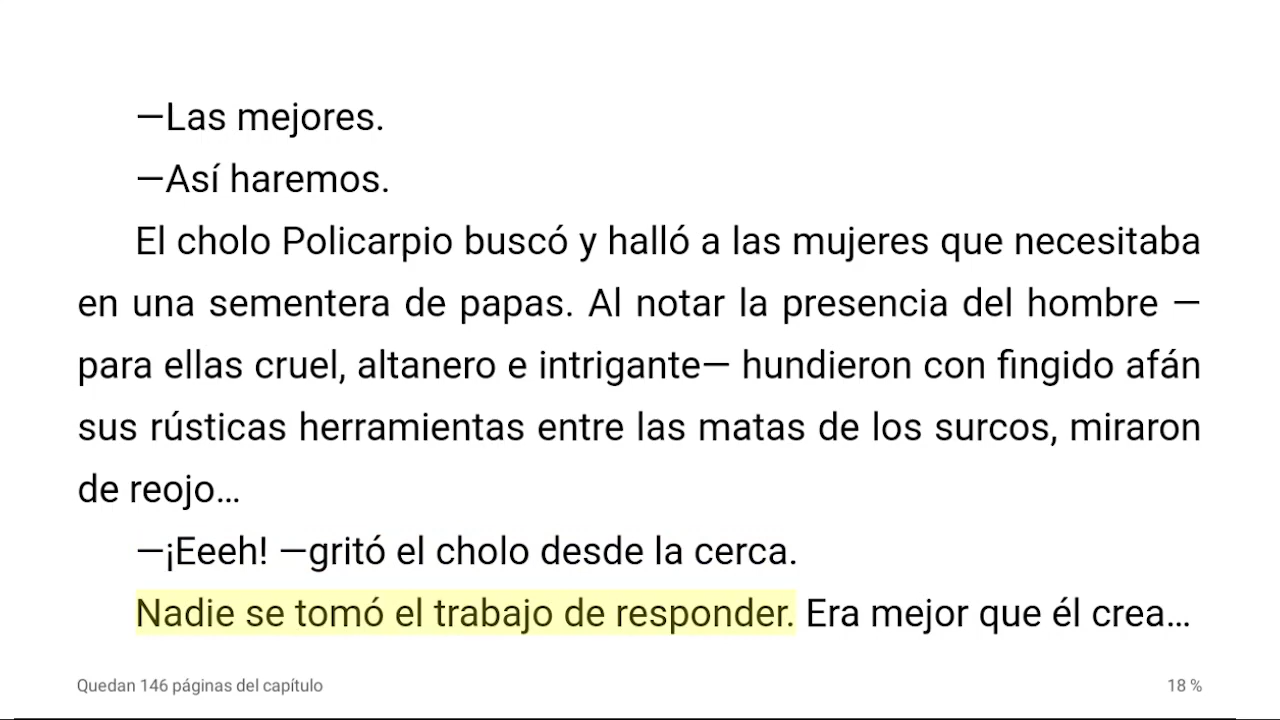 —Las mejores.
—Así haremos.
El cholo Policarpio buscó y halló a las mujeres que necesitaba
en una sementera de papas. Al notar la presencia del hombre —
para ellas cruel, altanero e intrigante— hundieron con fingido afán
sus rústicas herramientas entre las matas de los surcos, miraron
de reojo…
—¡Eeeh! —gritó el cholo desde la cerca.
Nadie se tomó el trabajo de responder. Era mejor que él crea…
Quedan 146 páginas del capítulo 18 %